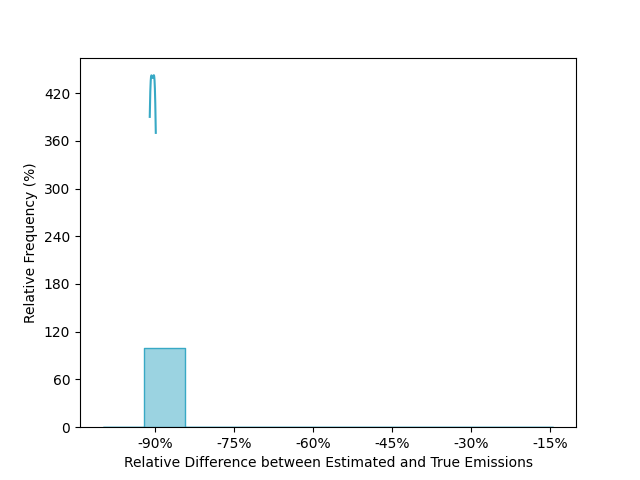 420
360
300
240
180
120
60
0
Relative Frequency (%)
-90% -75% -60% -45% -30% -15%
Relative Difference between Estimated and True Emissions